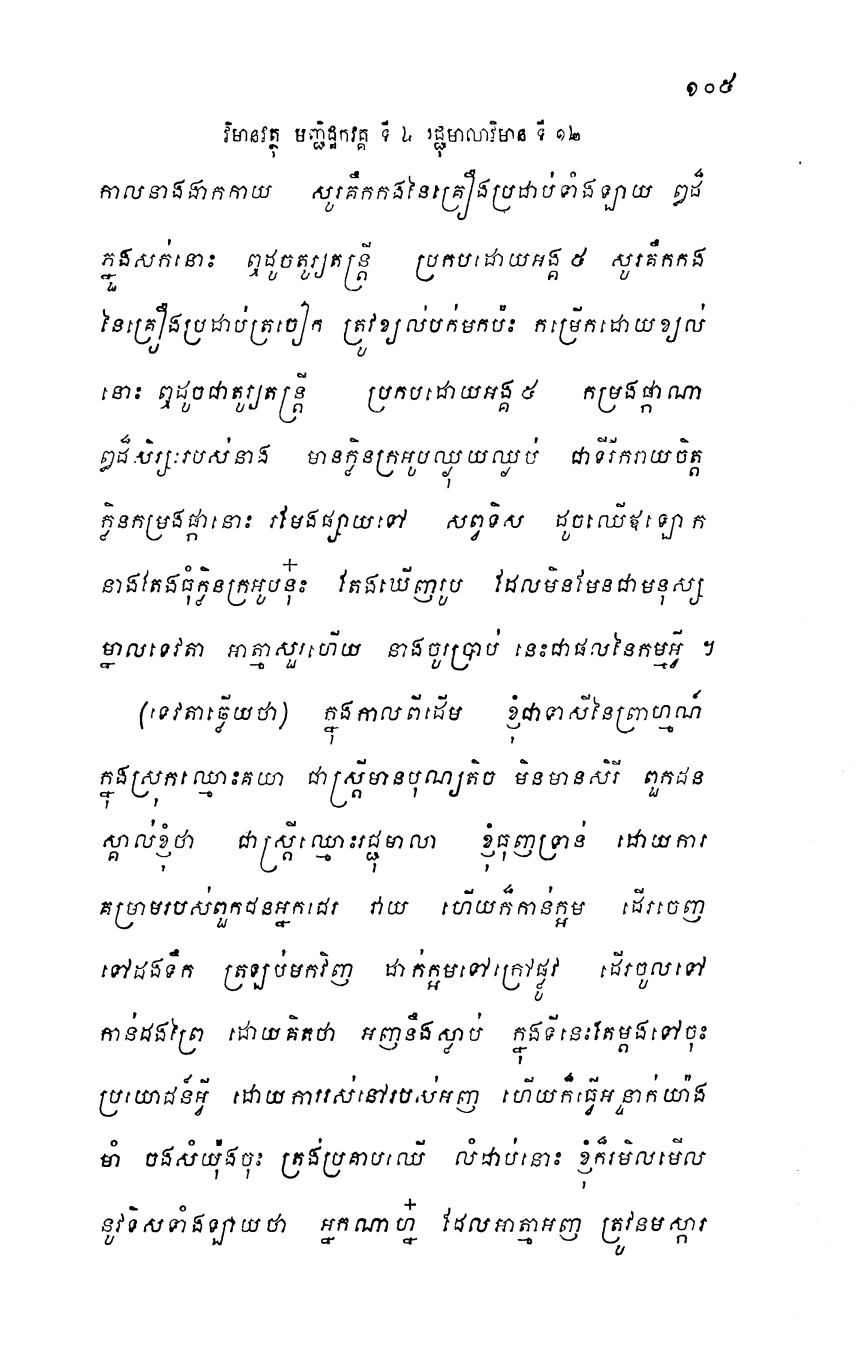 ១០៥
វិមានវត្ថុ មញ្ជិដ្ឋកវគ្គ ទី ៤ រជ្ជុមាលាវិមាន ទី ១២
កាលនាងងាកកាយ សូរគឹកកងនៃគ្រឿងប្រដាប់ទាំងឡាយ ឰដ៏
ភ្នួងសក់នោះ ឮដូចតូរ្យតន្ត្រី ប្រកបដោយអង្គ ៥ សូរគឹកកង
នៃគ្រឿងប្រដាប់ត្រចៀក ត្រូវខ្យល់បក់មកប៉ះ កម្រើកដោយខ្យល់
នោះ ឮដូចជាតូរ្យតន្ត្រី ប្រកបដោយអង្គ ៥ កម្រងផ្កាណា
ឰដ៏សិរ្សៈរបស់នាង មានក្លិនក្រអូបឈ្ងុយឈ្ងប់ ជាទីរីករាយចិត្ត
ក្លិនកម្រងផ្កានោះ រមែងផ្សាយទៅ សព្វទិស ដូចឈើឪឡោក
នាងតែងធុំក្លិនក្រអូបនុ៎ះ តែងឃើញរូប ដែលមិនមែនជាមនុស្ស
ម្នាលទេវតា អាត្មាសួរហើយ នាងចូរប្រាប់ នេះជាផលនៃកម្មអ្វី ។
(ទេវតាឆ្លើយថា) ក្នុងកាលពីដើម ខ្ញុំជាទាសីនៃព្រាហ្មណ៍
ក្នុងស្រុកឈ្មោះគយា ជាស្ត្រីមានបុណ្យតិច មិនមានសិរី ពួកជន
ស្គាល់ខ្ញុំថា ជាស្ត្រីឈ្មោះរជ្ជុមាលា ខ្ញុំធុញទ្រាន់ ដោយការ
គម្រាមរបស់ពួកជនអ្នកជេរ វាយ ហើយក៏កាន់ក្អម ដើរចេញ
ទៅដងទឹក ត្រឡប់មកវិញ ដាក់ក្អមទៅក្រៅផ្លូវ ដើរចូលទៅ
កាន់ដងព្រៃ ដោយគិតថា អញនឹងស្លាប់ ក្នុងទីនេះតែម្តងទៅចុះ
ប្រយោជន៍អ្វី ដោយការរស់នៅរបស់អញ ហើយក៏ធ្វើអន្ទាក់យ៉ាង
មាំ ចងសំយ៉ុងចុះ ត្រង់ប្រគាបឈើ លំដាប់នោះ ខ្ញុំក៏រមិលមើល
នូវទិសទាំងឡាយថា អ្នកណាហ្ន៎ ដែលអាត្មាអញ ត្រូវនមស្ការ